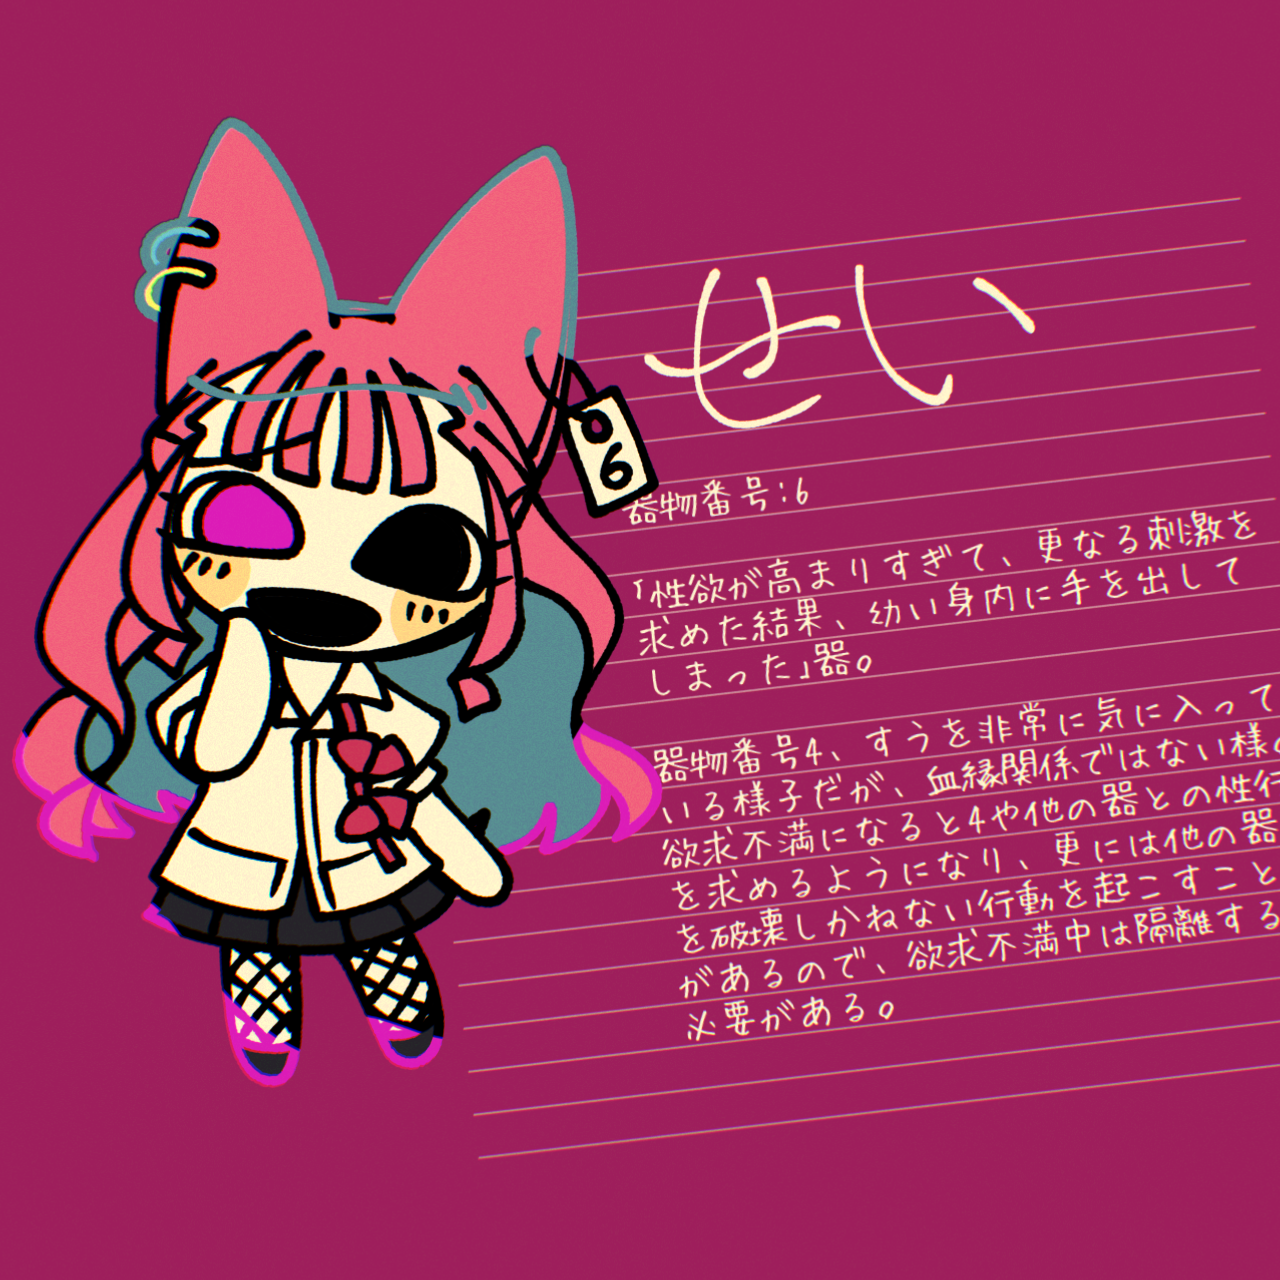 せい
6
器物番号:6
「性欲が高まりすぎて、更なる刺激を
求めた結果、幼い身内に手を出して
しまった」器。
器物番号4、すうを非常に気に入って
いる様子だが、血縁関係ではない様
欲求不満になると4や他の器との性行
を求めるようになり、更には他の器
を破壊しかねない行動を起こすこと
があるので、欲求不満中は隔離する
必要がある。